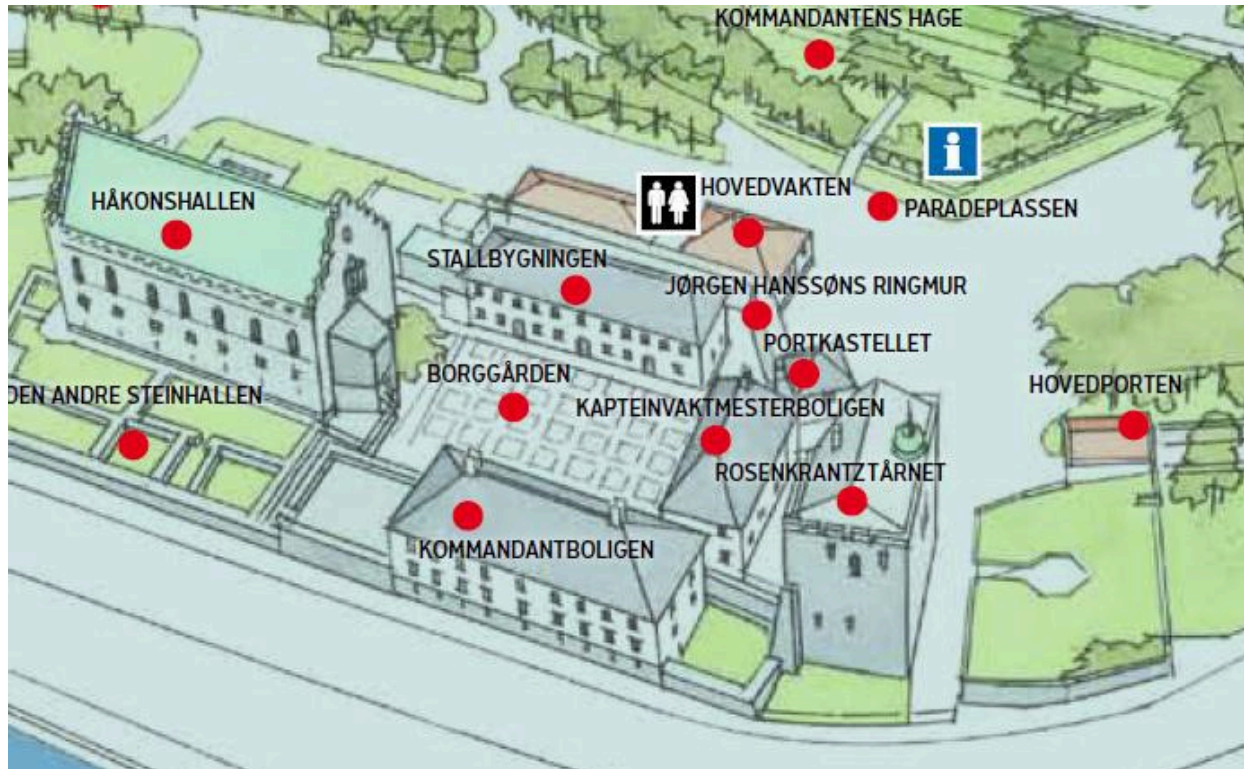 KOMMANDANTENS HAGE
HÅKONSHALLEN
HOVEDVAKTEN
PARADEPLASSEN
STALLBYGNINGEN
JØRGEN HANSSØNS RINGMUR
PORTKASTELLET
BORGGÅRDEN
HOVEDPORTEN
DEN ANDRE STEINHALLEN
KAPTEINVAKTMESTERBOLIGEN
ROSENKRANTZTÅRNET
KOMMANDANTBOLIGEN